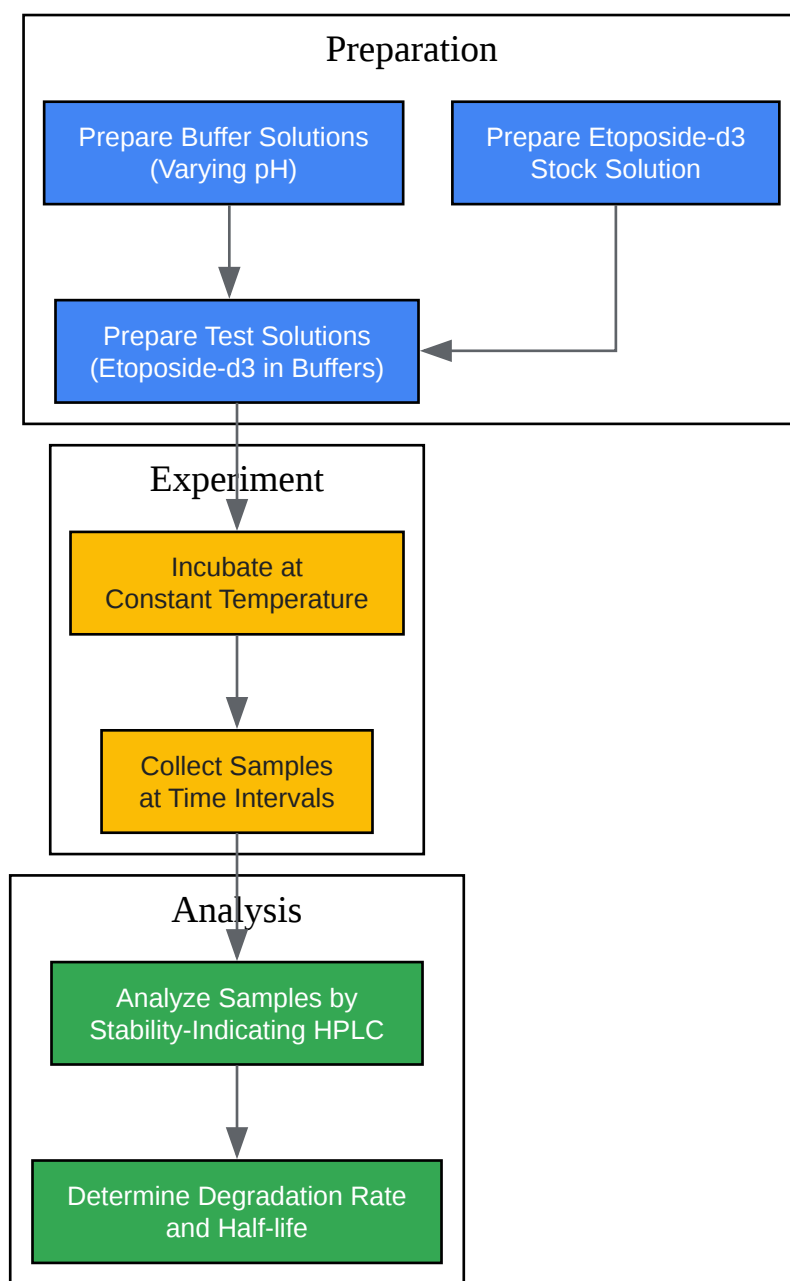 Preparation
Prepare Buffer Solutions
(Varying pH)
Prepare Etoposide-d3
Stock Solution
Prepare Test Solutions
(Etoposide-d3 in Buffers)
Experiment
Incubate at
Constant Temperature
Collect Samples
at Time Intervals
Analysis
Analyze Samples by
Stability-Indicating HPLC
Determine Degradation Rate
and Half-life